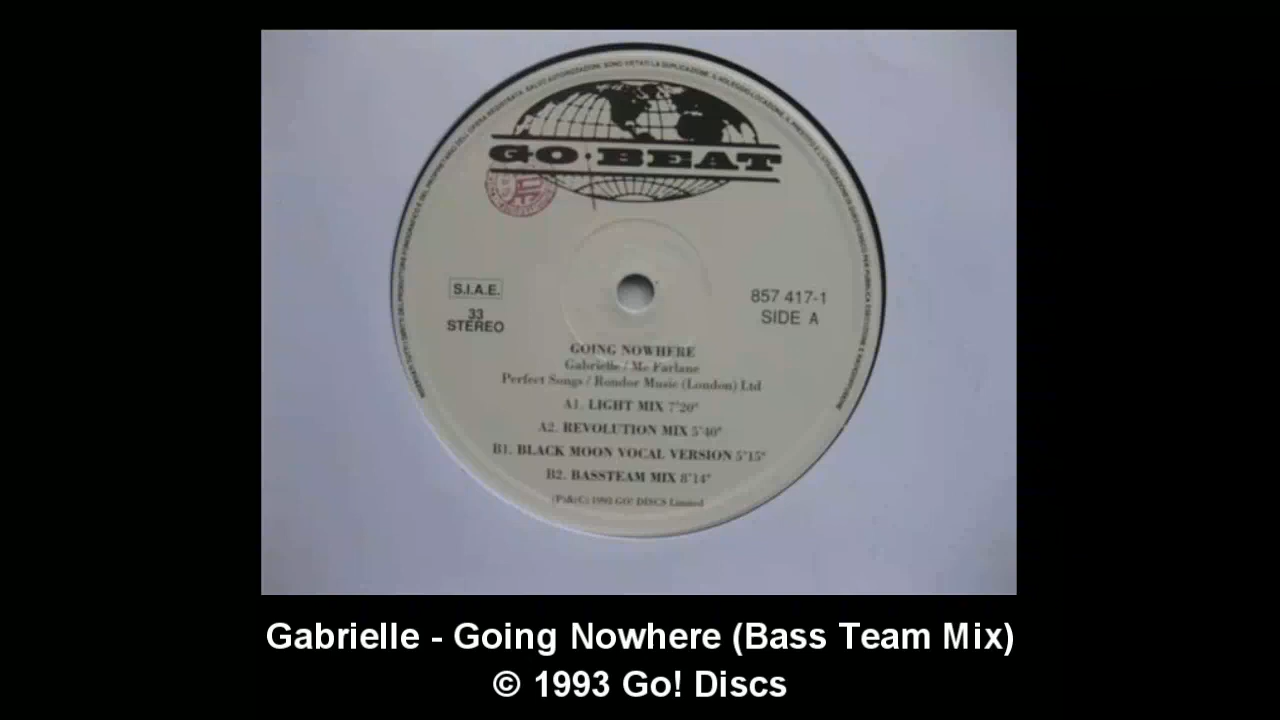 GO·BEAT
S.I.A.E.
33
STEREO
857 417-1
SIDE A
GOING NOWHERE
Gabrielle / Mc Farlane
Perfect Songs / Rondor Music (London) Ltd
A1. LIGHT MIX 7'20"
A2. REVOLUTION MIX 5'40"
B1. BLACK MOON VOCAL VERSION 5'15"
B2. BASSTEAM MIX 8'14"
(P)&(C) 1993 GO! DISCS Limited
Gabrielle - Going Nowhere (Bass Team Mix)
© 1993 Go! Discs